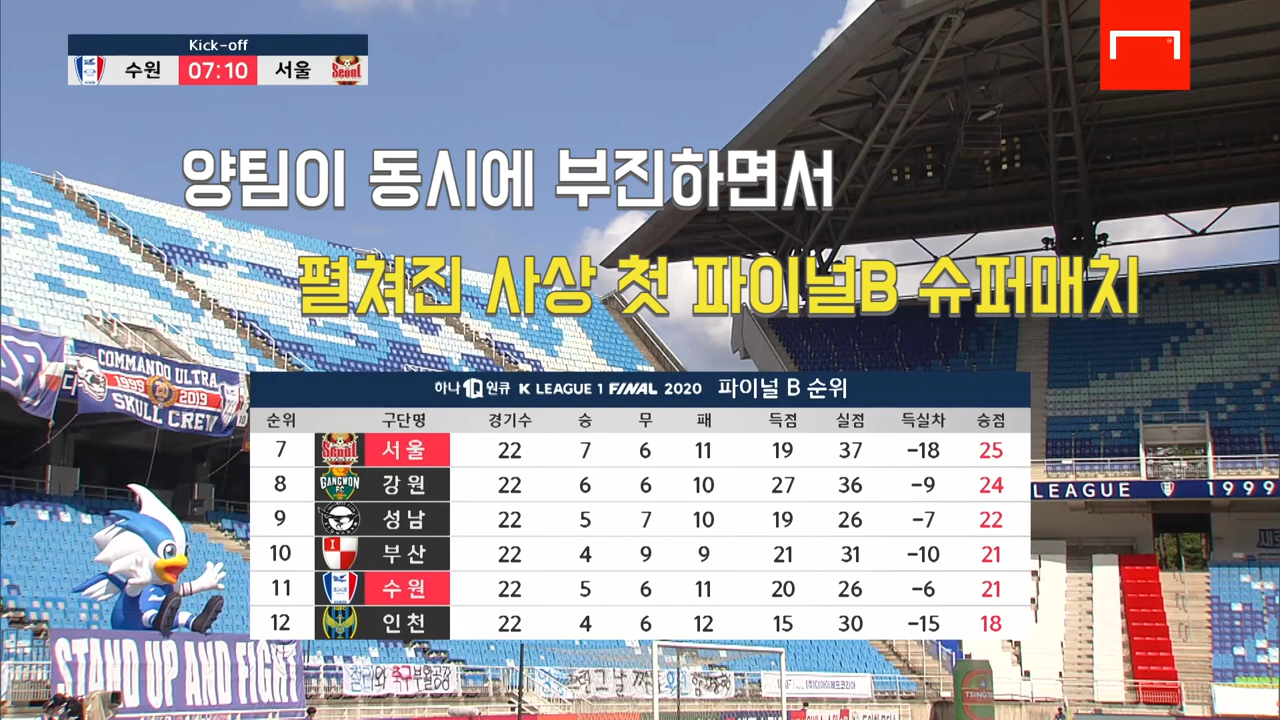 Kick-off
수원 07:10 서울
양팀이 동시에 부진하면서
펼쳐진 사상 첫 파이널B 슈퍼매치
하나 1Q 원큐 K LEAGUE 1 FINAL 2020 파이널 B 순위
순위 구단명 경기수 승 무 패 득점 실점 득실차 승점
7 서울 22 7 6 11 19 37 -18 25
8 강원 22 6 6 10 27 36 -9 24
9 성남 22 5 7 10 19 26 -7 22
10 부산 22 4 9 9 21 31 -10 21
11 수원 22 5 6 11 20 26 -6 21
12 인천 22 4 6 12 15 30 -15 18
COMMANDO ULTRA
1999 20 2019
SKULL CREW
LEAGUE 1999
STAND UP AND FIGHT